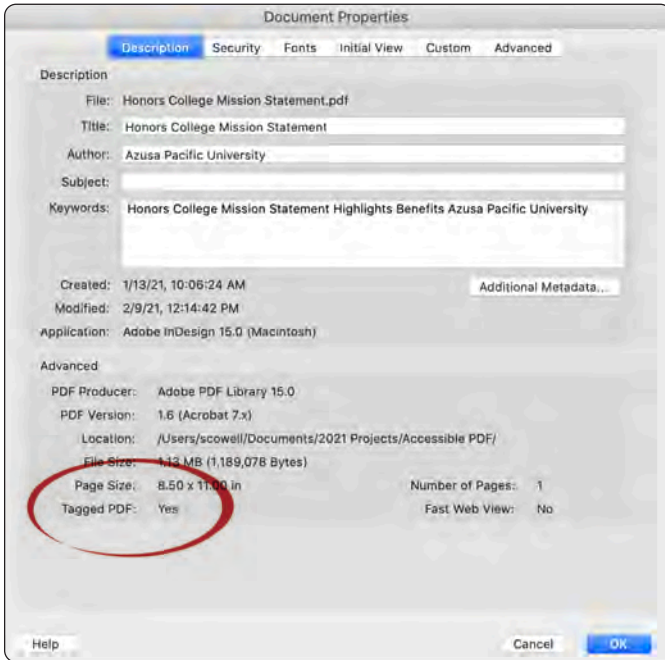 Document Properties
Description Security Fonts Initial View Custom Advanced
Description
File: Honors College Mission Statement.pdf
Title: Honors College Mission Statement
Author: Azusa Pacific University
Subject:
Keywords: Honors College Mission Statement Highlights Benefits Azusa Pacific University
Created: 1/13/21, 10:06:24 AM
Additional Metadata...
Modified: 2/9/21, 12:14:42 PM
Application: Adobe InDesign 15.0 (Macintosh)
Advanced
PDF Producer: Adobe PDF Library 15.0
PDF Version: 1.6 (Acrobat 7.x)
Location: /Users/scowell/Documents/2021 Projects/Accessible PDF/
File Size: 1.13 MB (1,189,078 Bytes)
Page Size: 8.50 x 11.00 in Number of Pages: 1
Tagged PDF: Yes Fast Web View: No
Help Cancel OK